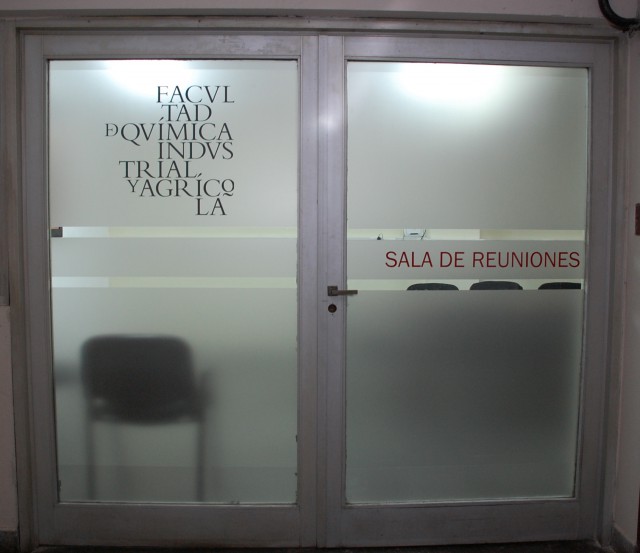 FACVL
TAD
DQVÍMICA
INDVS
TRIAL
YAGRÍCO
LA
SALA DE REUNIONES